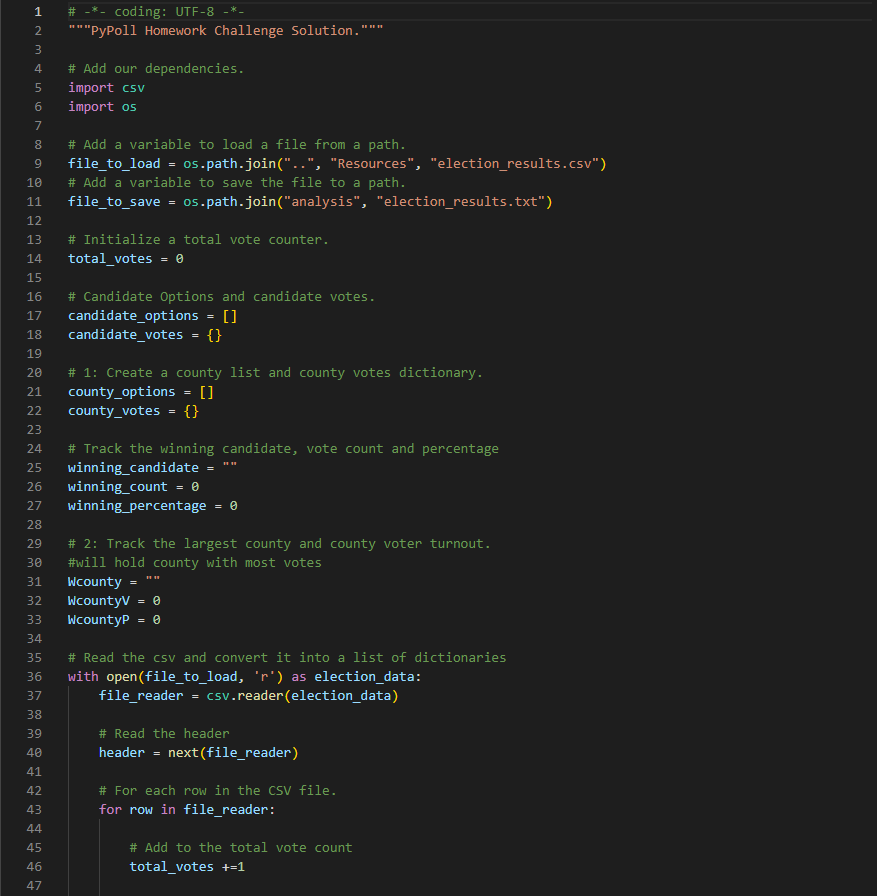 1 # -*- coding: UTF-8 -*-
2 """PyPoll Homework Challenge Solution."""
3
4 # Add our dependencies.
5 import csv
6 import os
7
8 # Add a variable to load a file from a path.
9 file_to_load = os.path.join("..", "Resources", "election_results.csv")
10 # Add a variable to save the file to a path.
11 file_to_save = os.path.join("analysis", "election_results.txt")
12
13 # Initialize a total vote counter.
14 total_votes = 0
15
16 # Candidate Options and candidate votes.
17 candidate_options = []
18 candidate_votes = {}
19
20 # 1: Create a county list and county votes dictionary.
21 county_options = []
22 county_votes = {}
23
24 # Track the winning candidate, vote count and percentage
25 winning_candidate = ""
26 winning_count = 0
27 winning_percentage = 0
28
29 # 2: Track the largest county and county voter turnout.
30 #will hold county with most votes
31 Wcounty = ""
32 WcountyV = 0
33 WcountyP = 0
34
35 # Read the csv and convert it into a list of dictionaries
36 with open(file_to_load, 'r') as election_data:
37     file_reader = csv.reader(election_data)
38
39     # Read the header
40     header = next(file_reader)
41
42     # For each row in the CSV file.
43     for row in file_reader:
44
45         # Add to the total vote count
46         total_votes +=1
47